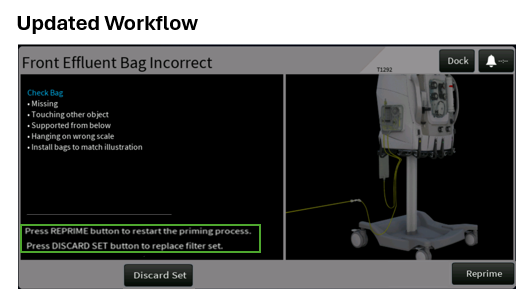 Updated Workflow
Front Effluent Bag Incorrect
T1292
Dock
Check Bag
• Missing
• Touching other object
• Supported from below
• Hanging on wrong scale
• Install bags to match illustration
Press REPRIME button to restart the priming process.
Press DISCARD SET button to replace filter set.
Discard Set
Reprime